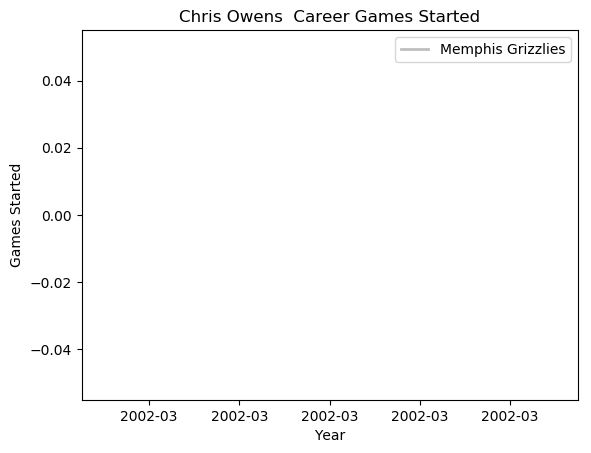 Chris Owens  Career Games Started
Memphis Grizzlies
Games Started
0.04
0.02
0.00
−0.02
−0.04
2002-03 2002-03 2002-03 2002-03 2002-03
Year